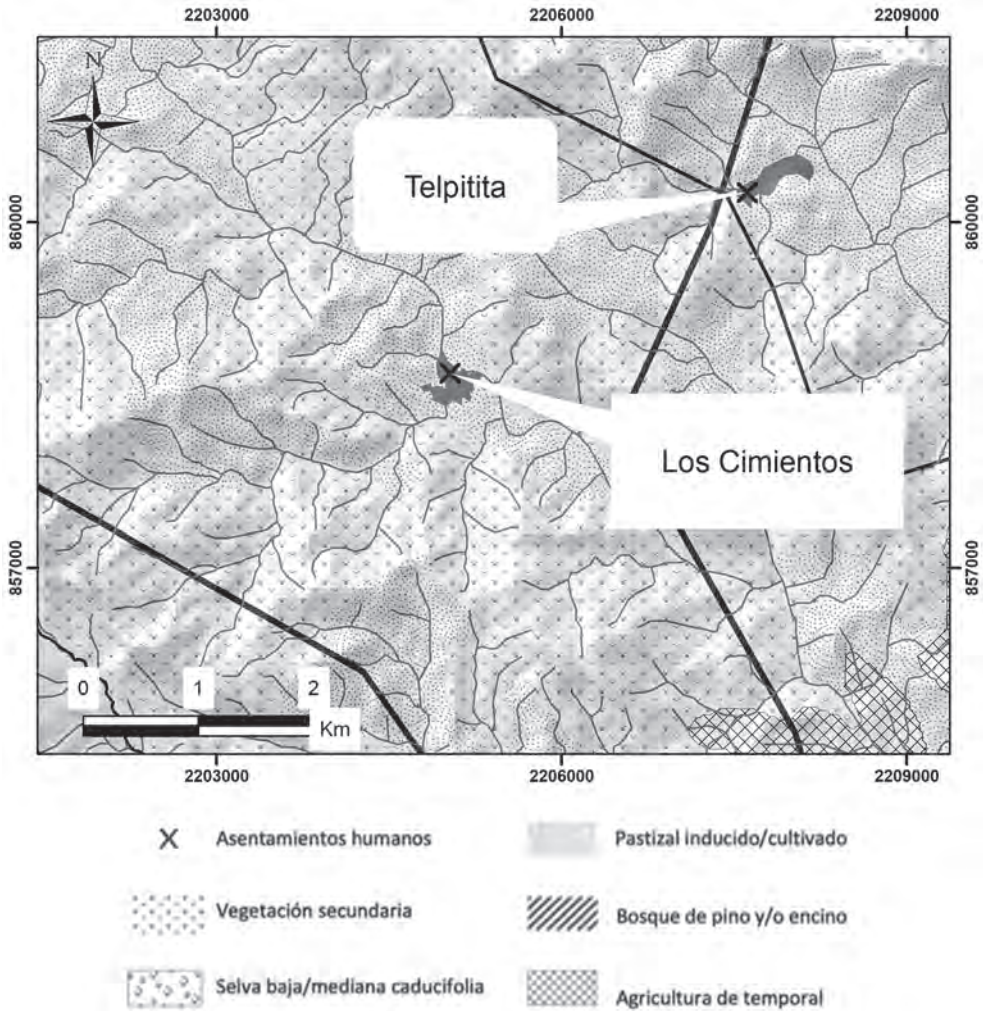 2203000 2206000 2209000
N
Telpitita
860000 860000
Los Cimientos
857000 857000
0 1 2
Km
2203000 2206000 2209000
Asentamientos humanos Pastizal inducido/cultivado
Vegetación secundaria Bosque de pino y/o encino
Selva baja/mediana caducifolia Agricultura de temporal